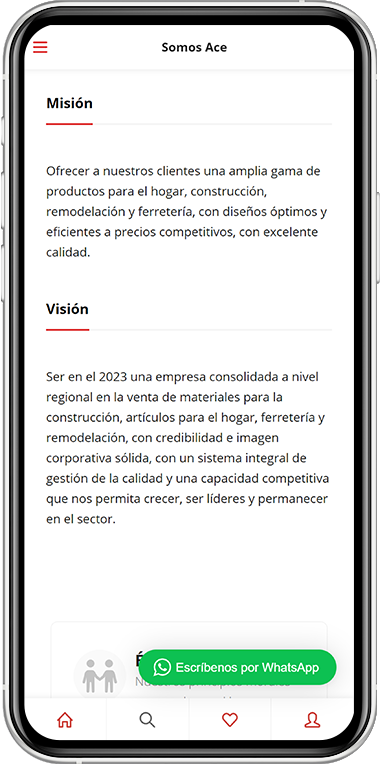 Somos Ace
Misión
Ofrecer a nuestros clientes una amplia gama de
productos para el hogar, construcción,
remodelación y ferretería, con diseños óptimos y
eficientes a precios competitivos, con excelente
calidad.
Visión
Ser en el 2023 una empresa consolidada a nivel
regional en la venta de materiales para la
construcción, artículos para el hogar, ferretería y
remodelación, con credibilidad e imagen
corporativa sólida, con un sistema integral de
gestión de la calidad y una capacidad competitiva
que nos permita crecer, ser líderes y permanecer
en el sector.
Escríbenos por WhatsApp